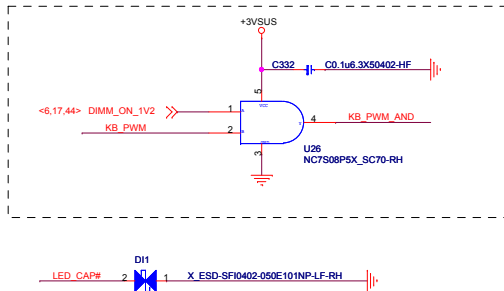 +3VSUS
C332 C0.1u6.3X50402-HF
5
VCC
<6,17,44> DIMM_ON_1V2 1 A
KB_PWM 2 B
Y 4 KB_PWM_AND
GND
3
U26
NC7S08P5X_SC70-RH
DI1
LED_CAP# 2 1 X_ESD-SFI0402-050E101NP-LF-RH